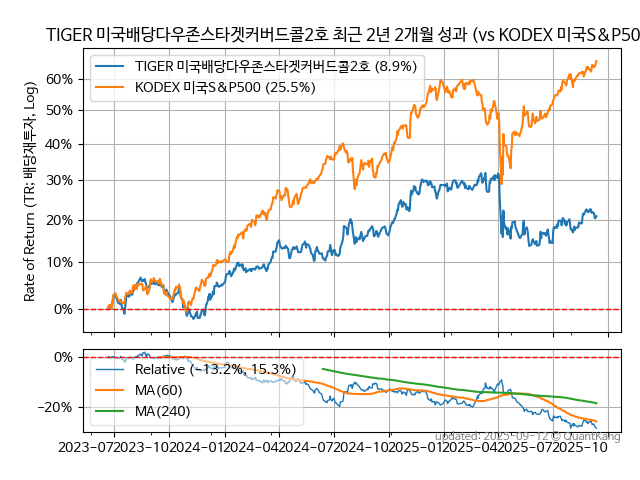 TIGER 미국배당다우존스타겟커버드콜2호 최근 2년 2개월 성과 (vs KODEX 미국S&P50
TIGER 미국배당다우존스타겟커버드콜2호 (8.9%)
KODEX 미국S&P500 (25.5%)
Rate of Return (TR: 배당재투자, Log)
60%
50%
40%
30%
20%
10%
0%
0%
−20%
Relative (−13.2%, 15.3%)
MA(60)
MA(240)
2023-07 2023-10 2024-01 2024-04 2024-07 2024-10 2025-01 2025-04 2025-07 2025-10
updated: 2025-09-12 © QuantKang